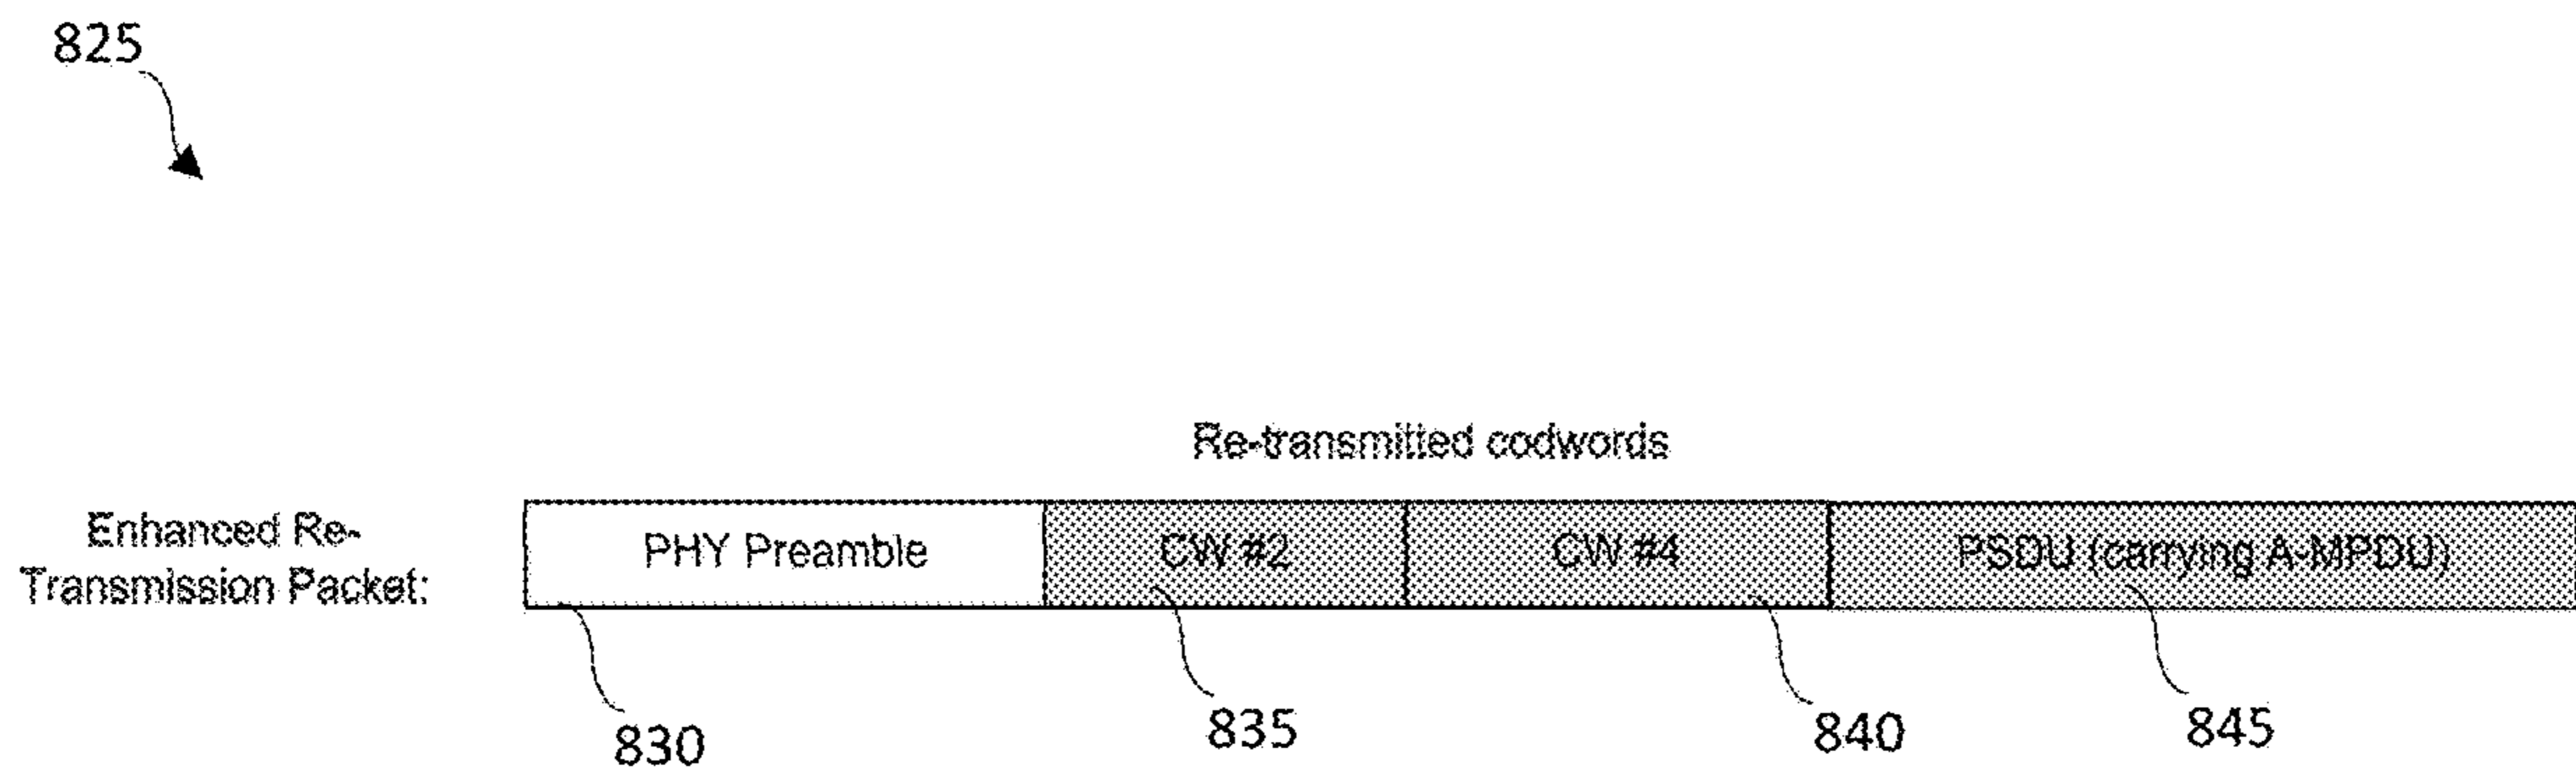 825
Re-transmitted codwords
Enhanced Re-
Transmission Packet:
PHY Preamble
CW #2
CW #4
PSDU (carrying A-MPDU)
830
835
840
845